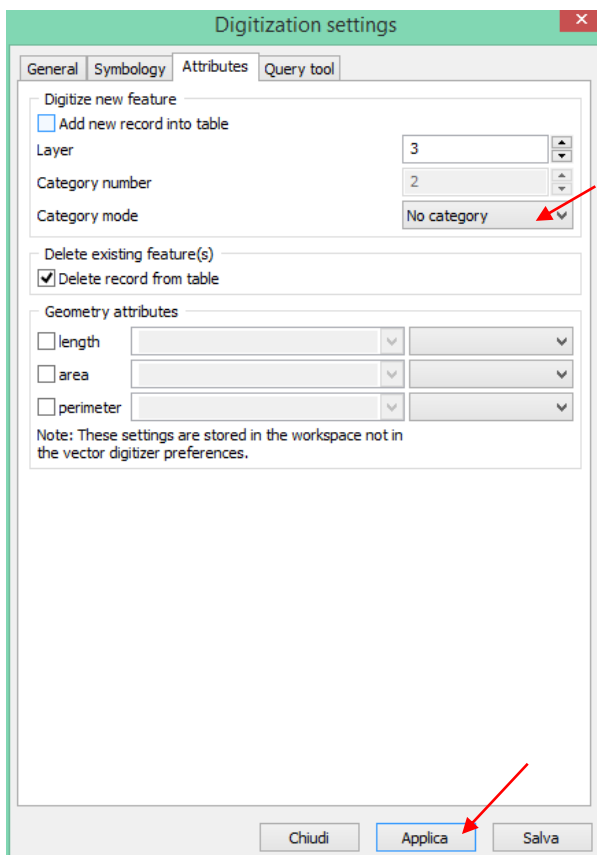 Digitization settings
General Symbology Attributes Query tool
Digitize new feature
Add new record into table
Layer 3
Category number 2
Category mode No category
Delete existing feature(s)
Delete record from table
Geometry attributes
length
area
perimeter
Note: These settings are stored in the workspace not in
the vector digitizer preferences.
Chiudi Applica Salva